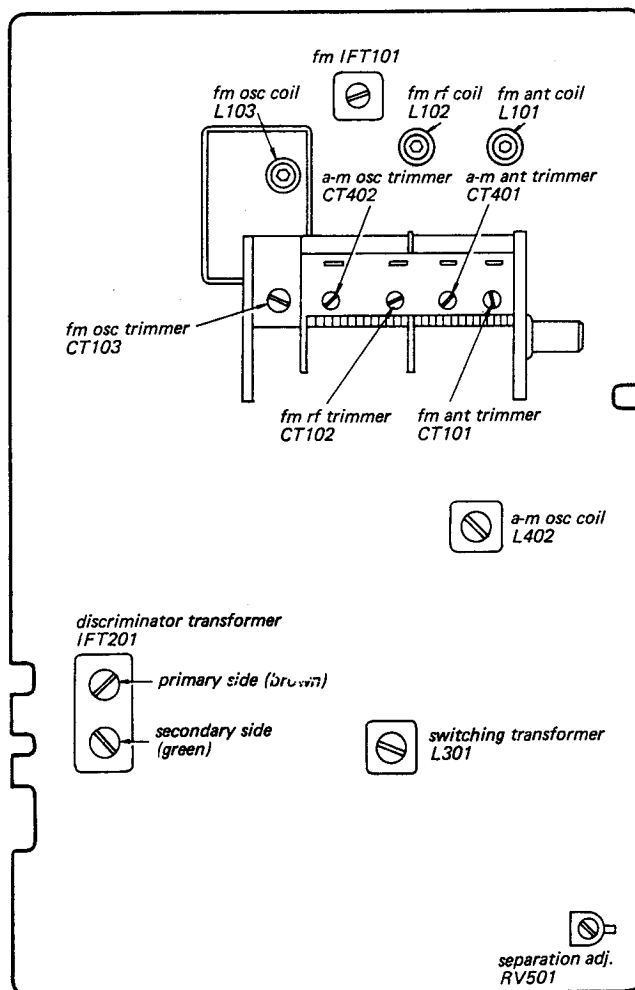 fm IFT101
fm osc coil
L103
fm rf coil
L102
fm ant coil
L101
a-m osc trimmer
CT402
a-m ant trimmer
CT401
fm osc trimmer
CT103
fm rf trimmer
CT102
fm ant trimmer
CT101
a-m osc coil
L402
discriminator transformer
IFT201
primary side (brown)
secondary side
(green)
switching transformer
L301
separation adj.
RV501